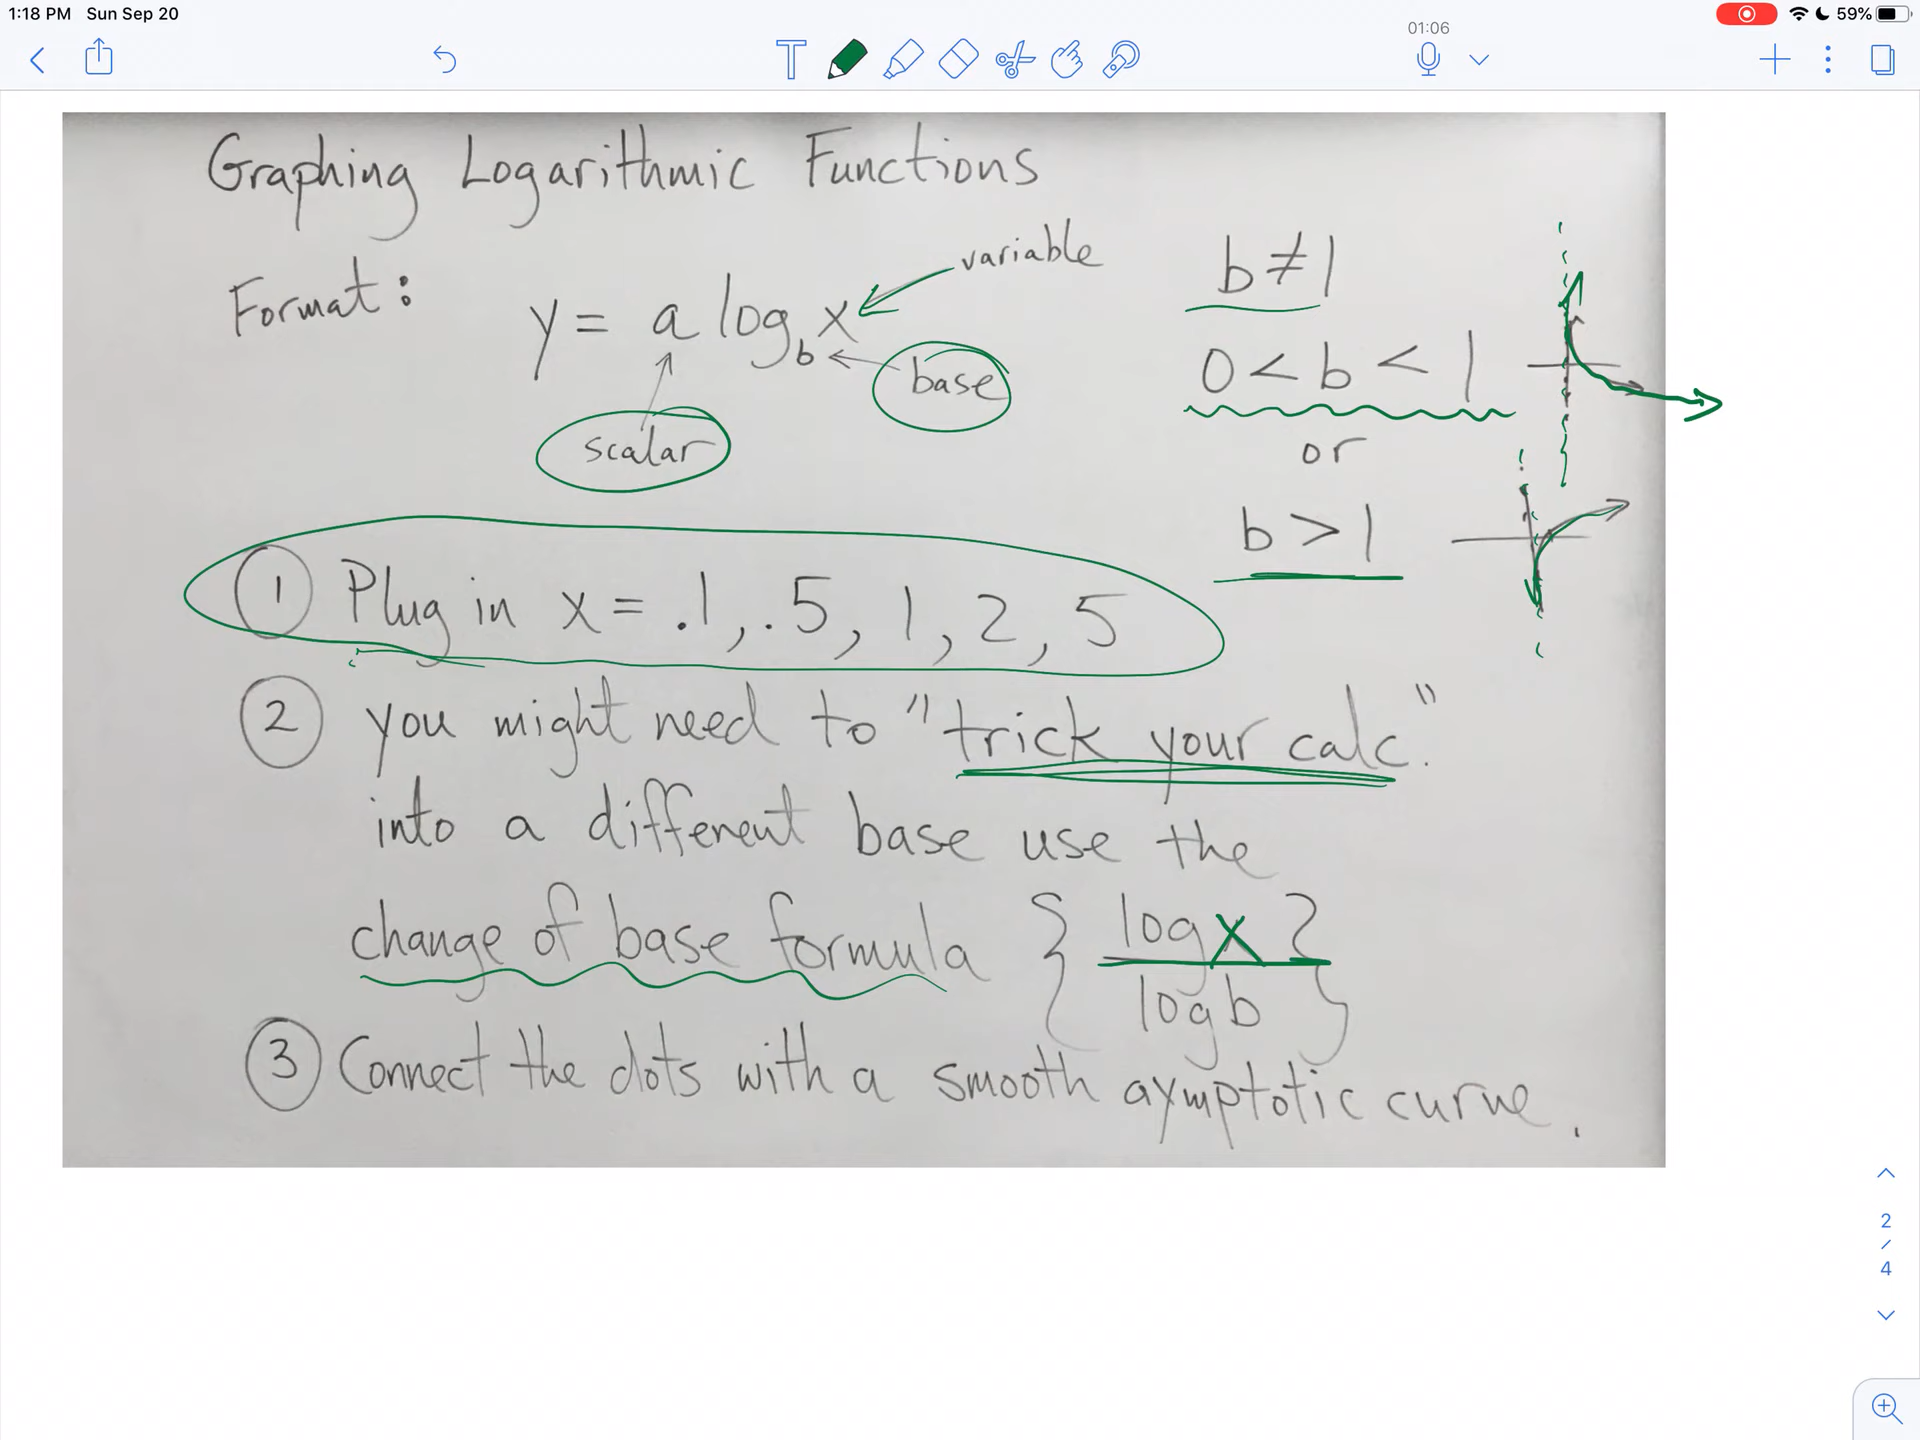 1:18 PM Sun Sep 20
59%
01:06
T
Graphing Logarithmic Functions
Format:
y = a log_b x
variable
base
scalar
b ≠ 1
0 < b < 1
or
b > 1
① Plug in x = .1, .5, 1, 2, 5
② you might need to "trick your calc."
into a different base use the
change of base formula { log x / log b }
③ Connect the dots with a smooth aymptotic curve.
2
/
4